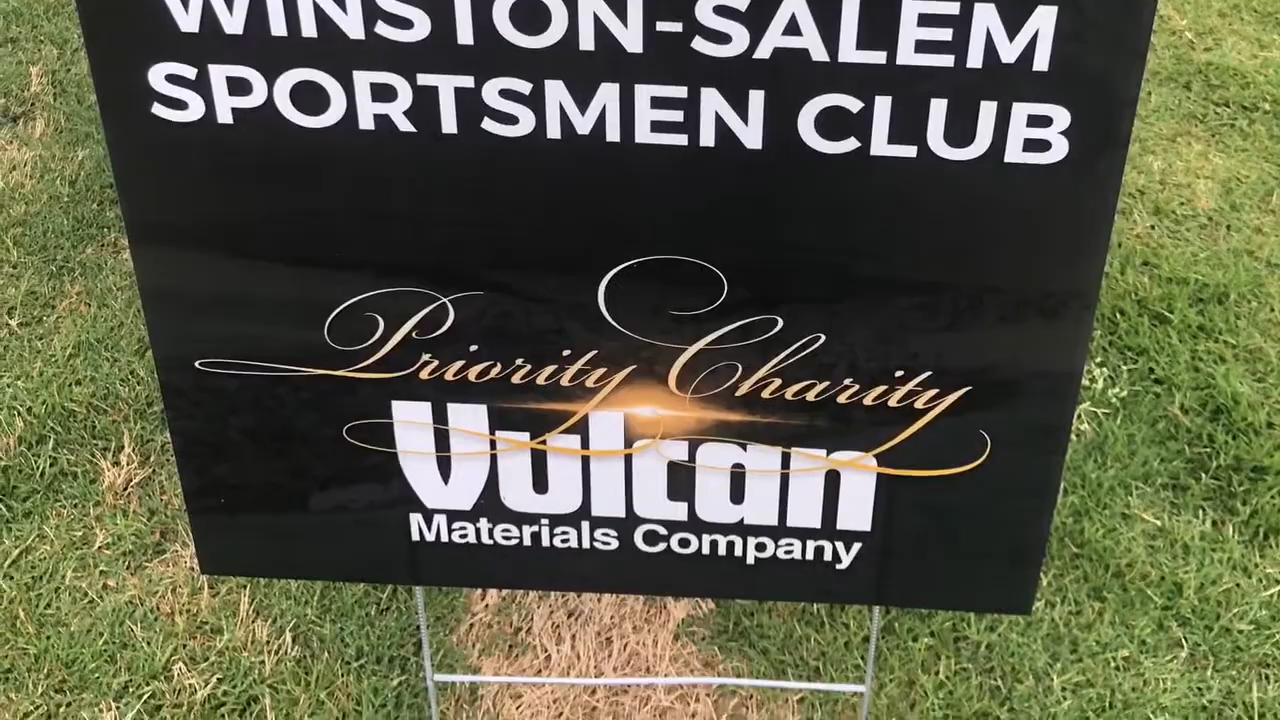 WINSTON-SALEM
SPORTSMEN CLUB
Priority Charity
Vulcan
Materials Company